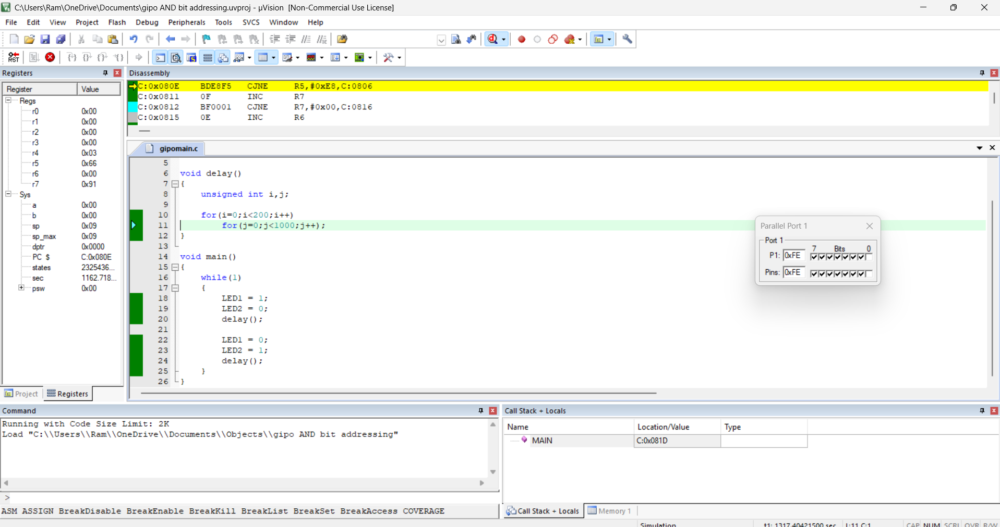 C:\Users\Ram\OneDrive\Documents\gipo AND bit addressing.uvproj - µVision  [Non-Commercial Use License]
File Edit View Project Flash Debug Peripherals Tools SVCS Window Help
Registers
Register Value
Regs
r0 0x00
r1 0x00
r2 0x00
r3 0x00
r4 0x03
r5 0x66
r6 0x00
r7 0x91
Sys
a 0x00
b 0x00
sp 0x09
sp_max 0x09
dptr 0x0000
PC $ C:0x080E
states 2325436...
sec 1162.718...
psw 0x00
Project Registers
Disassembly
C:0x080E BDE8F5 CJNE R5,#0xE8,C:0806
C:0x0811 0F INC R7
C:0x0812 BF0001 CJNE R7,#0x00,C:0816
C:0x0815 0E INC R6
gipomain.c
5
6 void delay()
7 {
8 unsigned int i,j;
9
10 for(i=0;i<200;i++)
11 for(j=0;j<1000;j++);
12 }
13
14 void main()
15 {
16 while(1)
17 {
18 LED1 = 1;
19 LED2 = 0;
20 delay();
21
22 LED1 = 0;
23 LED2 = 1;
24 delay();
25 }
26 }
Parallel Port 1
Port 1
7 Bits 0
P1: 0xFE
Pins: 0xFE
Command
Running with Code Size Limit: 2K
Load "C:\\Users\\Ram\\OneDrive\\Documents\\Objects\\gipo AND bit addressing"
>
ASM ASSIGN BreakDisable BreakEnable BreakKill BreakList BreakSet BreakAccess COVERAGE
Call Stack + Locals
Name Location/Value Type
MAIN C:0x081D
Call Stack + Locals Memory 1
Simulation t1: 1317.40421500 sec L:11 C:1 CAP NUM SCRL OVR R/W